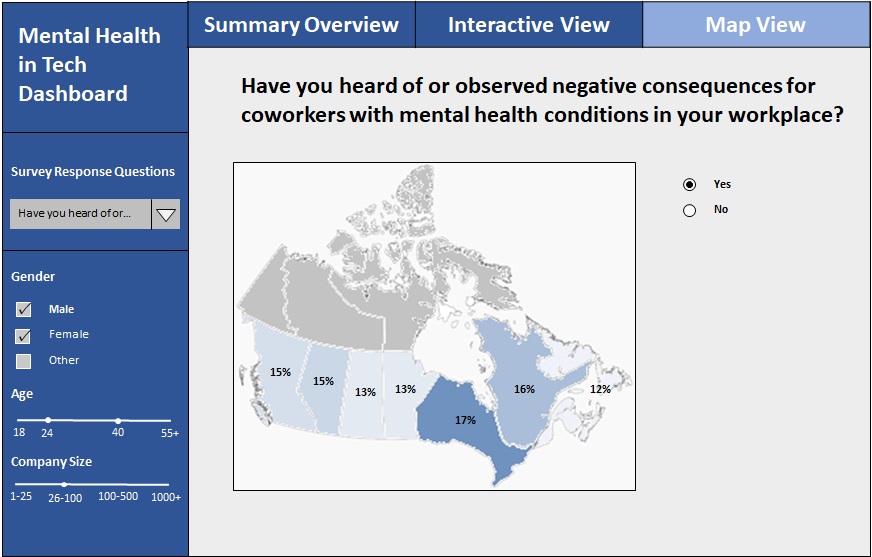 Mental Health
in Tech
Dashboard
Summary Overview
Interactive View
Map View
Survey Response Questions
Have you heard of or...
Gender
Male
Female
Other
Age
18 24 40 55+
Company Size
1-25 26-100 100-500 1000+
Have you heard of or observed negative consequences for
coworkers with mental health conditions in your workplace?
Yes
No
15%
15%
13%
13%
17%
16%
12%